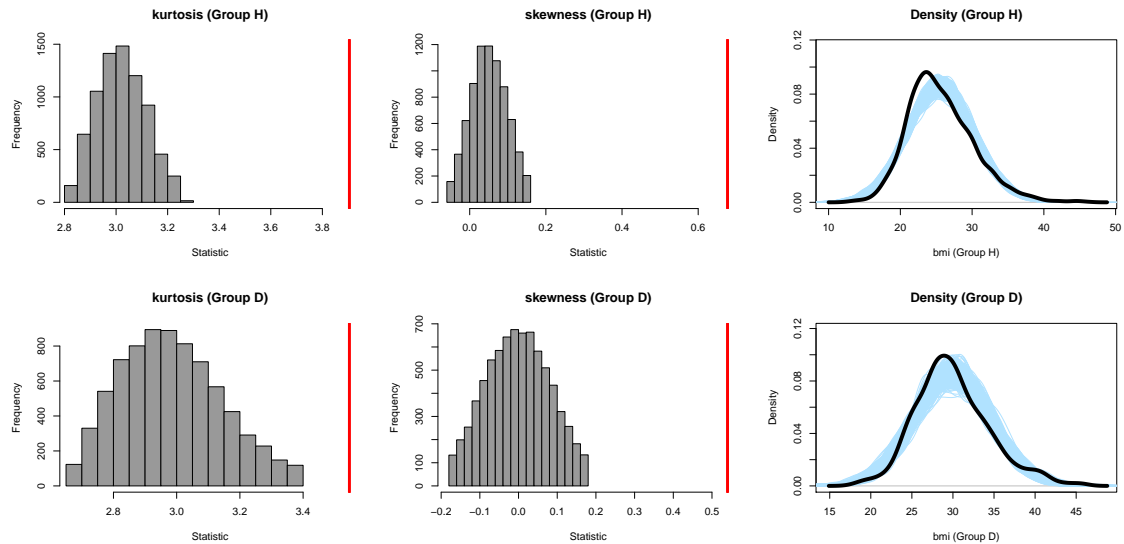 kurtosis (Group H)
Frequency
0 500 1000 1500
2.8 3.0 3.2 3.4 3.6 3.8
Statistic
skewness (Group H)
Frequency
0 200 400 600 800 1200
0.0 0.2 0.4 0.6
Statistic
Density (Group H)
Density
0.00 0.04 0.08 0.12
10 20 30 40 50
bmi (Group H)
kurtosis (Group D)
Frequency
0 200 400 600 800
2.8 3.0 3.2 3.4
Statistic
skewness (Group D)
Frequency
0 100 300 500 700
−0.2 −0.1 0.0 0.1 0.2 0.3 0.4 0.5
Statistic
Density (Group D)
Density
0.00 0.04 0.08 0.12
15 20 25 30 35 40 45
bmi (Group D)